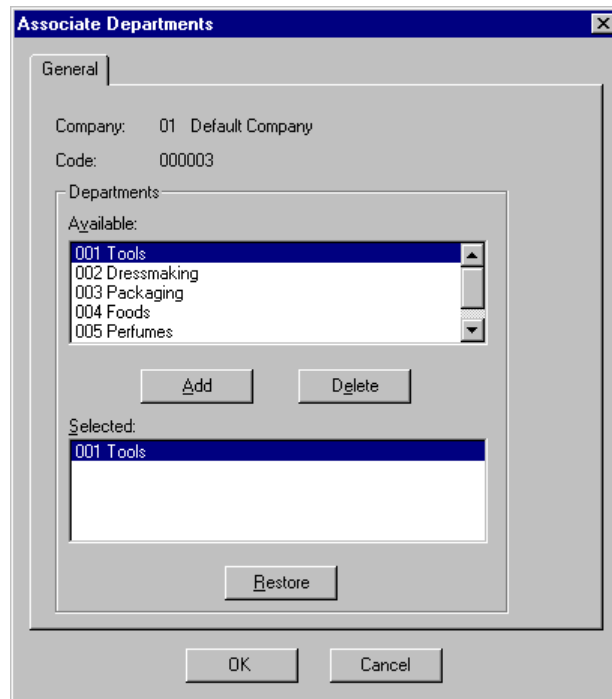 Associate Departments
General
Company: 01 Default Company
Code: 000003
Departments
Available:
001 Tools
002 Dressmaking
003 Packaging
004 Foods
005 Perfumes
Add Delete
Selected:
001 Tools
Restore
OK Cancel